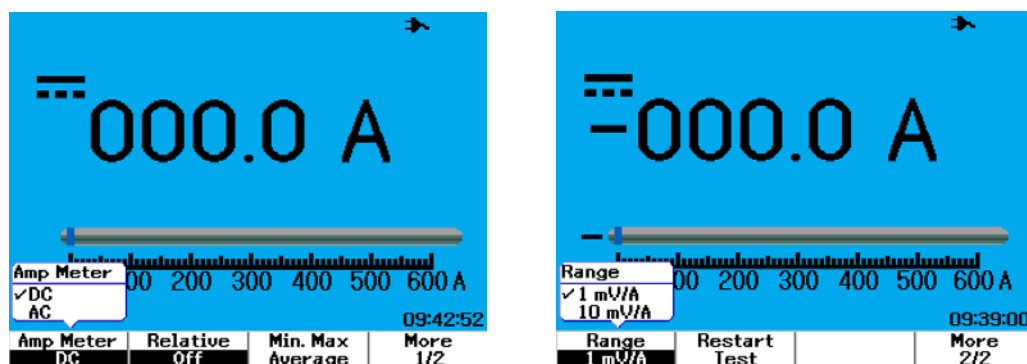 000.0 A
00 200 300 400 500 600 A
Amp Meter
✓DC
AC
09:42:52
Amp Meter Relative Min. Max More
DC Off Average 1/2
-000.0 A
00 200 300 400 500 600 A
Range
✓1 mV/A
10 mV/A
09:39:00
Range Restart More
1 mV/A Test 2/2